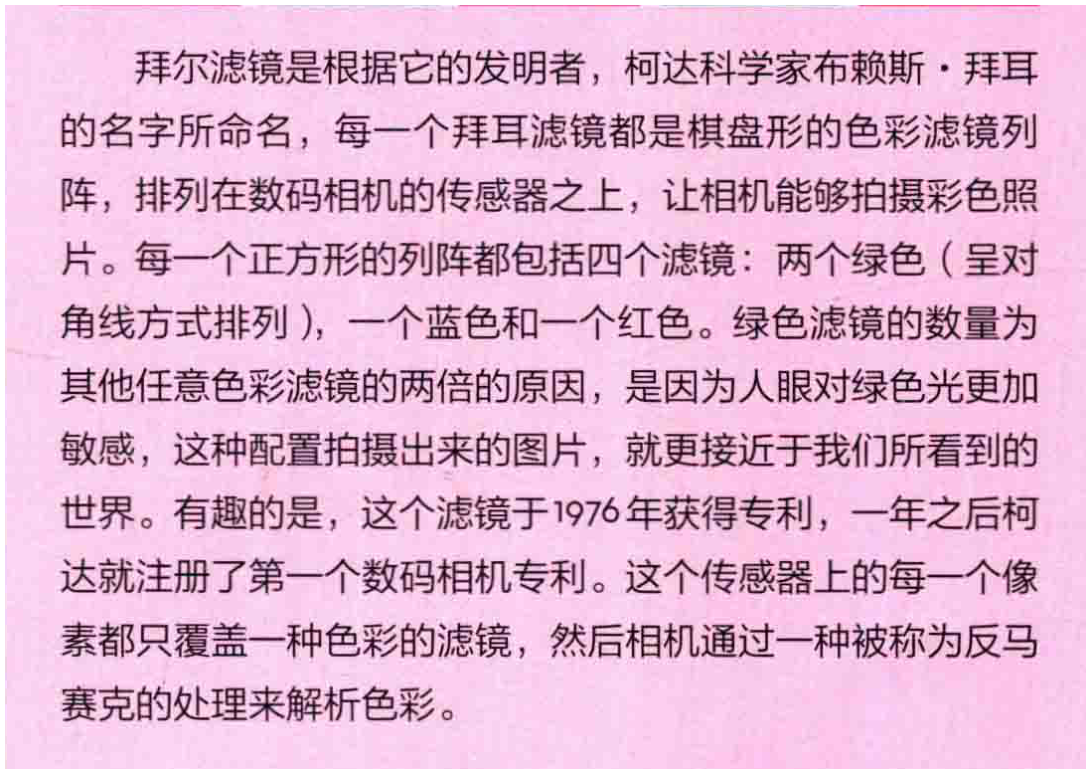 拜尔滤镜是根据它的发明者，柯达科学家布赖斯·拜耳
的名字所命名，每一个拜耳滤镜都是棋盘形的色彩滤镜列
阵，排列在数码相机的传感器之上，让相机能够拍摄彩色照
片。每一个正方形的列阵都包括四个滤镜：两个绿色（呈对
角线方式排列），一个蓝色和一个红色。绿色滤镜的数量为
其他任意色彩滤镜的两倍的原因，是因为人眼对绿色光更加
敏感，这种配置拍摄出来的图片，就更接近于我们所看到的
世界。有趣的是，这个滤镜于1976年获得专利，一年之后柯
达就注册了第一个数码相机专利。这个传感器上的每一个像
素都只覆盖一种色彩的滤镜，然后相机通过一种被称为反马
赛克的处理来解析色彩。